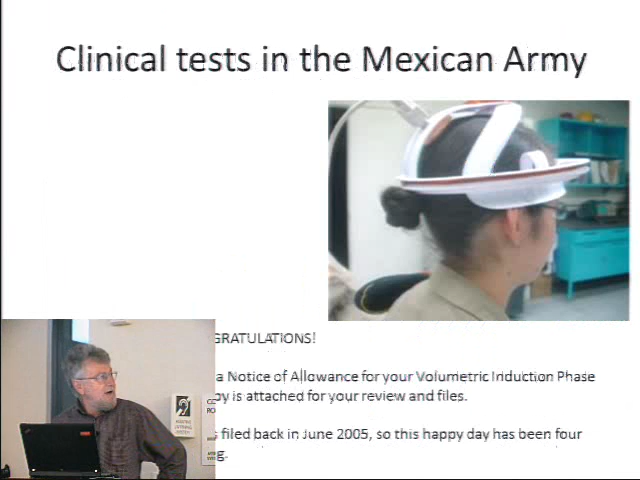 Clinical tests in the Mexican Army
GRATULATIONS!
a Notice of Allowance for your Volumetric Induction Phase
is attached for your review and files.
filed back in June 2005, so this happy day has been four